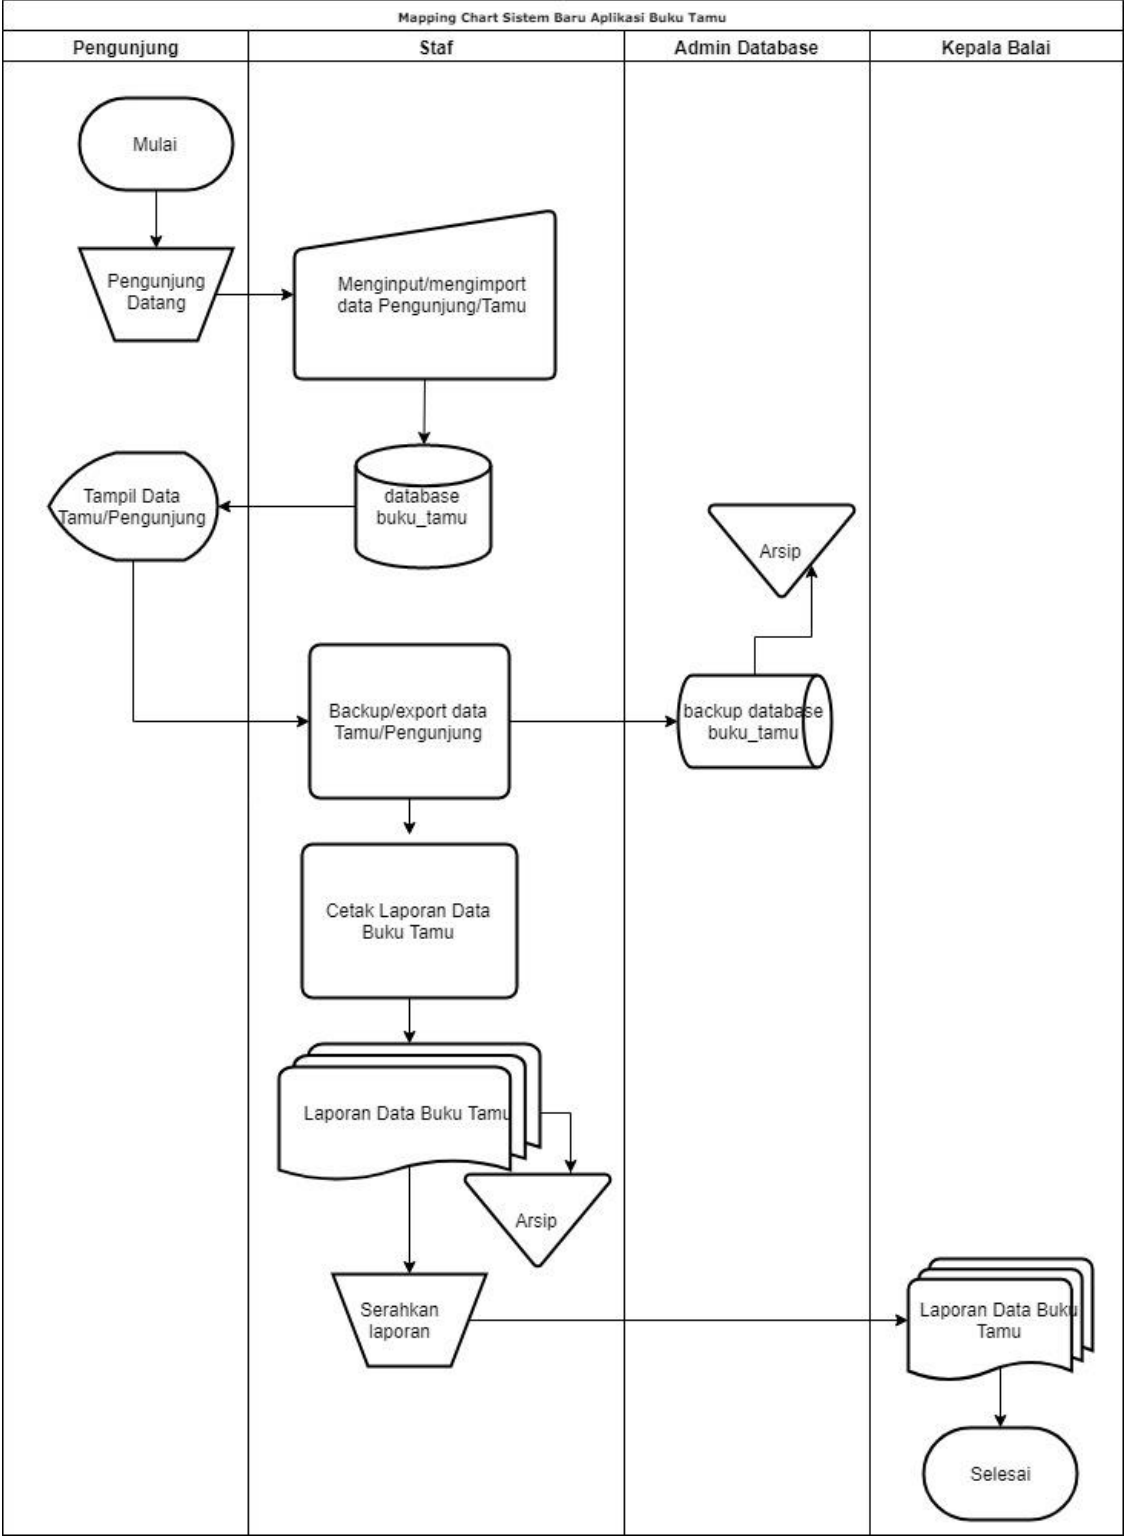 Mapping Chart Sistem Baru Aplikasi Buku Tamu
Pengunjung
Staf
Admin Database
Kepala Balai
Mulai
Pengunjung
Datang
Menginput/mengimport
data Pengunjung/Tamu
database
buku_tamu
Tampil Data
Tamu/Pengunjung
Arsip
Backup/export data
Tamu/Pengunjung
backup database
buku_tamu
Cetak Laporan Data
Buku Tamu
Laporan Data Buku Tamu
Arsip
Serahkan
laporan
Laporan Data Buku
Tamu
Selesai